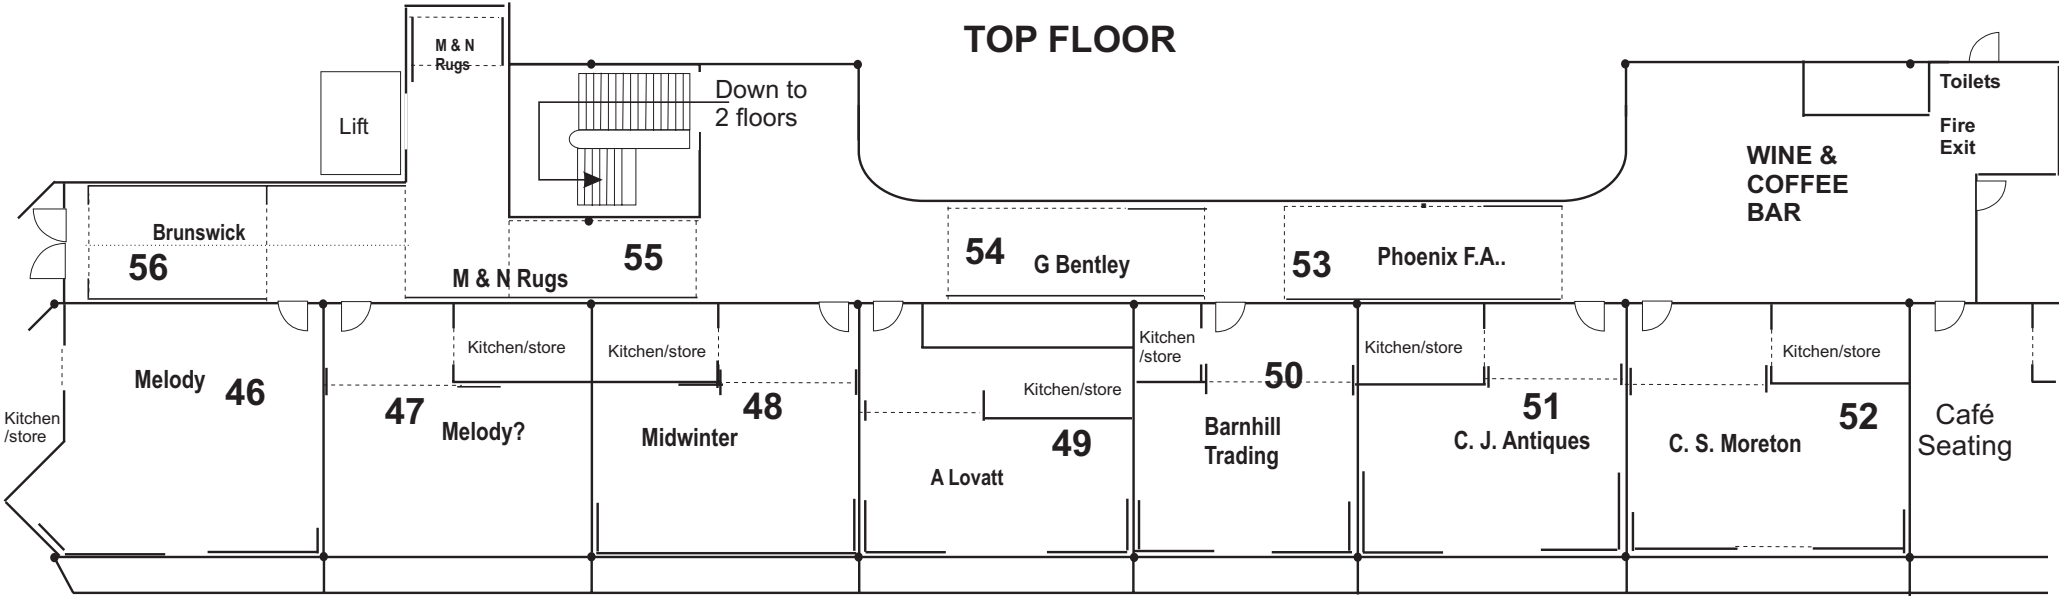 TOP FLOOR
M & N
Rugs
Down to
2 floors
Lift
Toilets
Fire
Exit
WINE &
COFFEE
BAR
Brunswick
56
M & N Rugs
55
54
G Bentley
53
Phoenix F.A..
Kitchen
/store
Melody
46
Kitchen/store
47
Melody?
Kitchen/store
48
Midwinter
Kitchen/store
49
A Lovatt
Kitchen
/store
50
Barnhill
Trading
Kitchen/store
51
C. J. Antiques
Kitchen/store
52
C. S. Moreton
Café
Seating